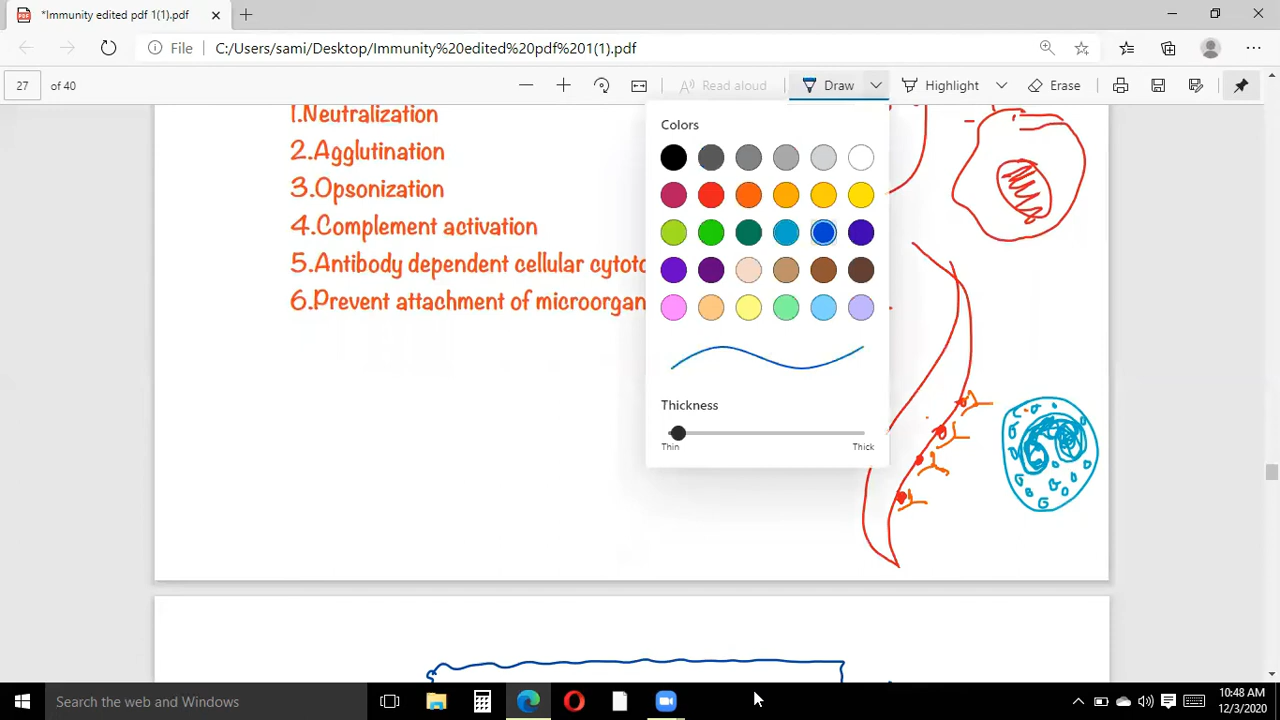 *Immunity edited pdf 1(1).pdf
File C:/Users/sami/Desktop/Immunity%20edited%20pdf%201(1).pdf
27 of 40 Read aloud Draw Highlight Erase
Colors
1.Neutralization
2.Agglutination
3.Opsonization
4.Complement activation
5.Antibody dependent cellular cytoto
6.Prevent attachment of microorgan
Thickness
Thin Thick
Search the web and Windows
10:48 AM
12/3/2020